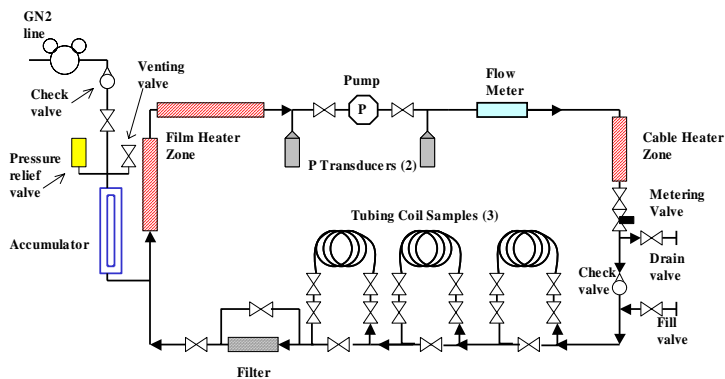 GN2
line
Venting
valve
Check
valve
Pump
Flow
Meter
P
Film Heater
Zone
P Transducers (2)
Cable Heater
Zone
Pressure
relief
valve
Metering
Valve
Tubing Coil Samples (3)
Accumulator
Drain
valve
Check
valve
Fill
valve
Filter